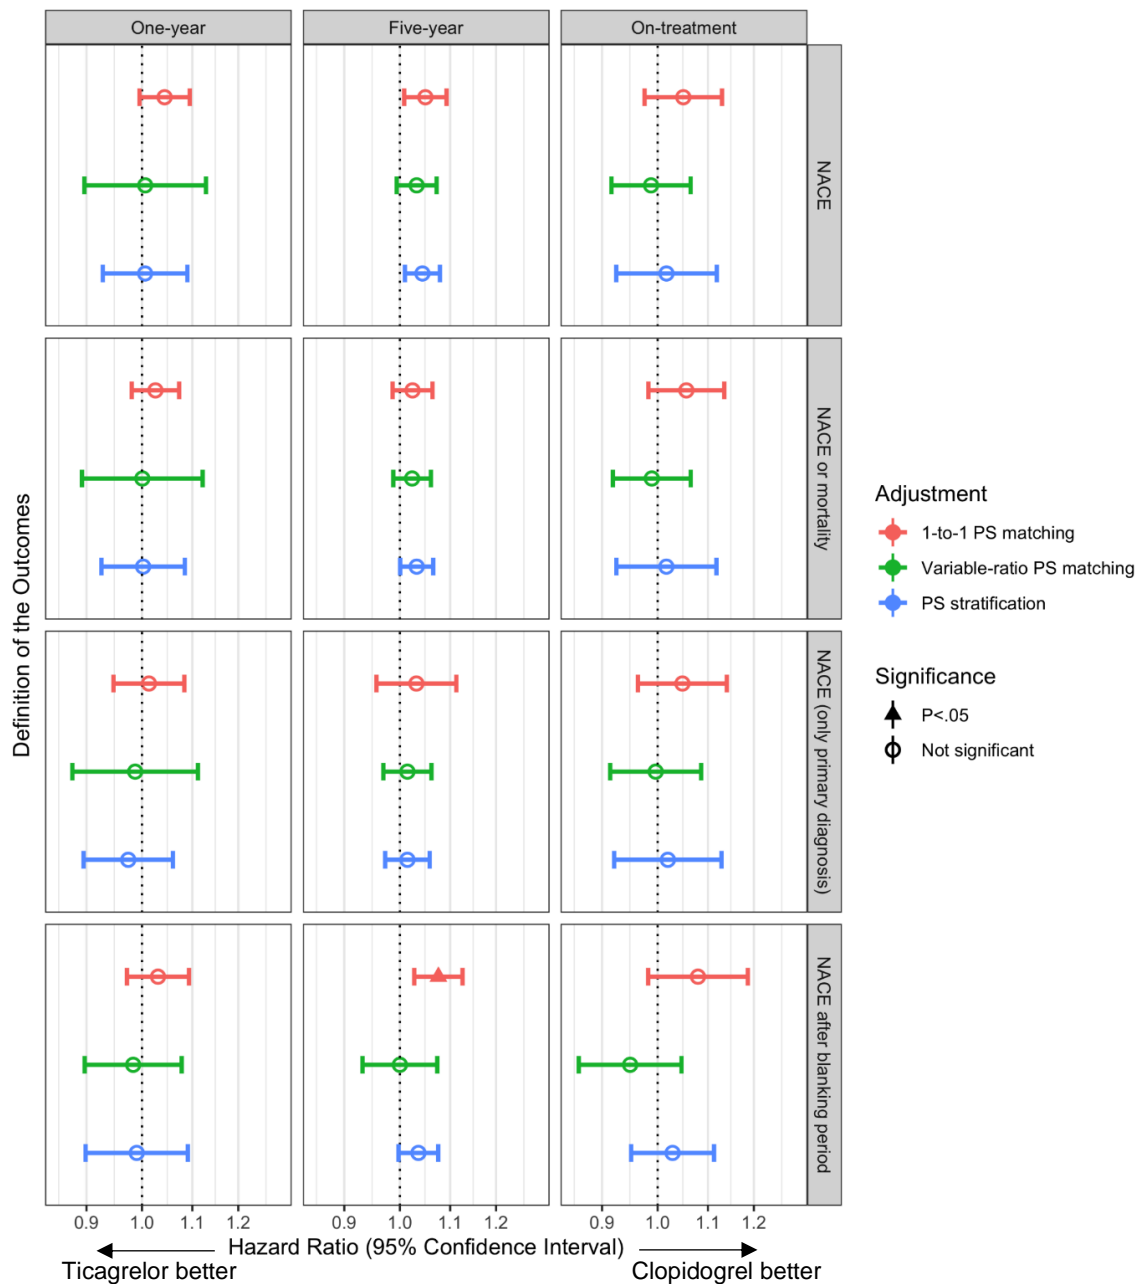 One-year
Five-year
On-treatment
NACE
NACE or mortality
NACE (only primary diagnosis)
NACE after blanking period
Definition of the Outcomes
Adjustment
1-to-1 PS matching
Variable-ratio PS matching
PS stratification
Significance
P<.05
Not significant
0.9 1.0 1.1 1.2 0.9 1.0 1.1 1.2 0.9 1.0 1.1 1.2
Hazard Ratio (95% Confidence Interval)
Ticagrelor better
Clopidogrel better